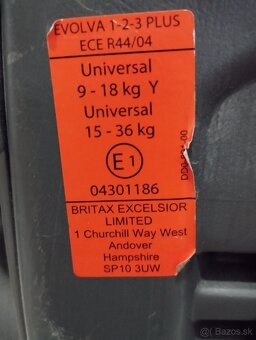 EVOLVA 1-2-3 PLUS
ECE R44/04
Universal
9 - 18 kg Y
Universal
15 - 36 kg
E1
04301186
BRITAX EXCELSIOR
LIMITED
1 Churchill Way West
Andover
Hampshire
SP10 3UW
Bazos.sk